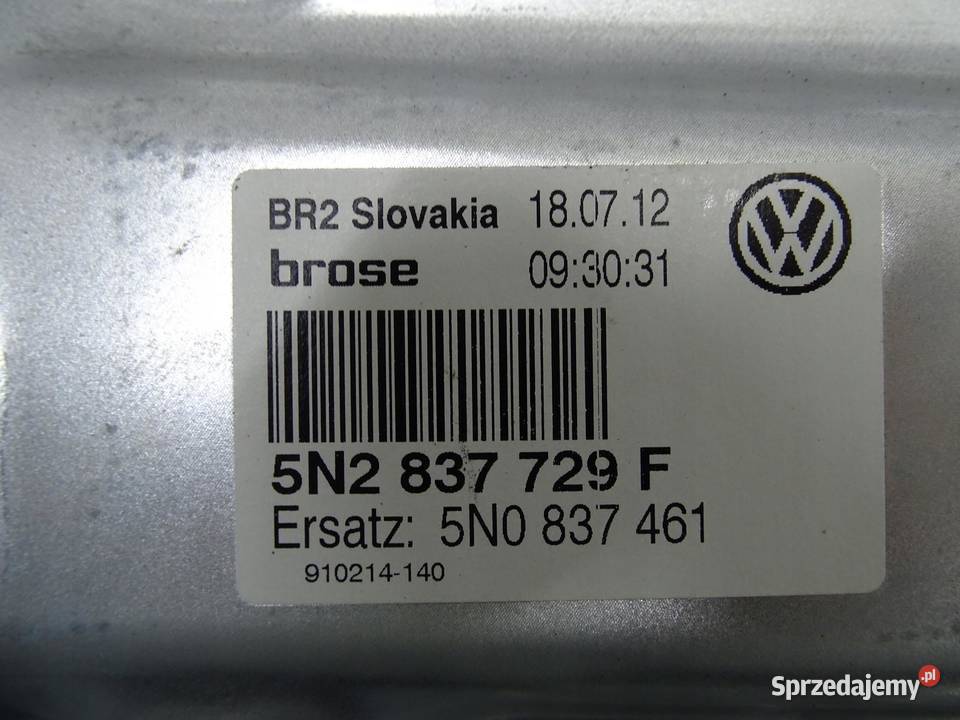 BR2 Slovakia 18.07.12
brose 09:30:31
5N2 837 729 F
Ersatz: 5N0 837 461
910214-140
Sprzedajemy.pl